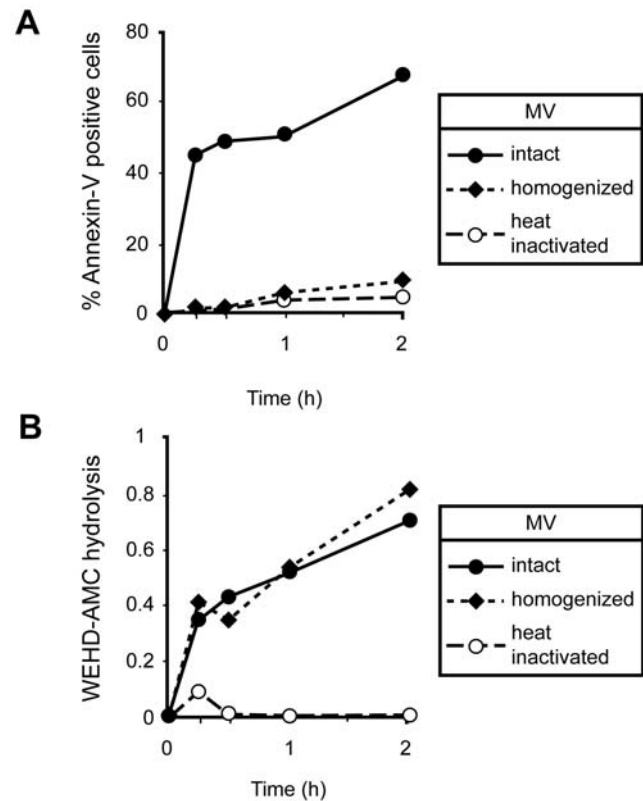 A
% Annexin-V positive cells
80
60
40
20
0
0
1
2
Time (h)
MV
intact
homogenized
heat
inactivated
B
WEHD-AMC hydrolysis
1
0.8
0.6
0.4
0.2
0
0
1
2
Time (h)
MV
intact
homogenized
heat
inactivated